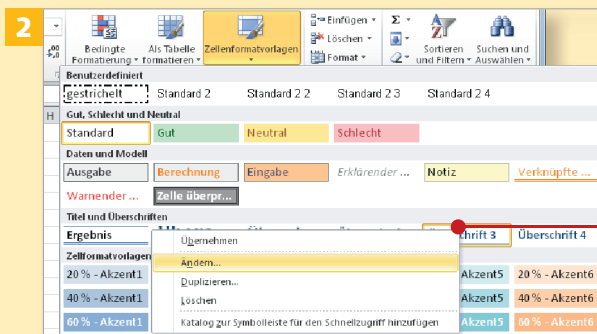 2
Einfügen Σ
Löschen
Bedingte Als Tabelle Zellenformatvorlagen Format Sortieren Suchen und
Formatierung formatieren und Filtern Auswählen
Benutzerdefiniert
gestrichelt Standard 2 Standard 2 2 Standard 2 3 Standard 2 4
H Gut, Schlecht und Neutral
Standard Gut Neutral Schlecht
Daten und Modell
Ausgabe Berechnung Eingabe Erklärender ... Notiz Verknüpfte ...
Warnender ... Zelle überpr...
Titel und Überschriften
Ergebnis chrift 3 Überschrift 4
Übernehmen
Zellformatvorlagen
Ändern...
20 % - Akzent1 Akzent5 20 % - Akzent6
Duplizieren...
40 % - Akzent1 Akzent5 40 % - Akzent6
Löschen
60 % - Akzent1 Katalog zur Symbolleiste für den Schnellzugriff hinzufügen Akzent5 60 % - Akzent6